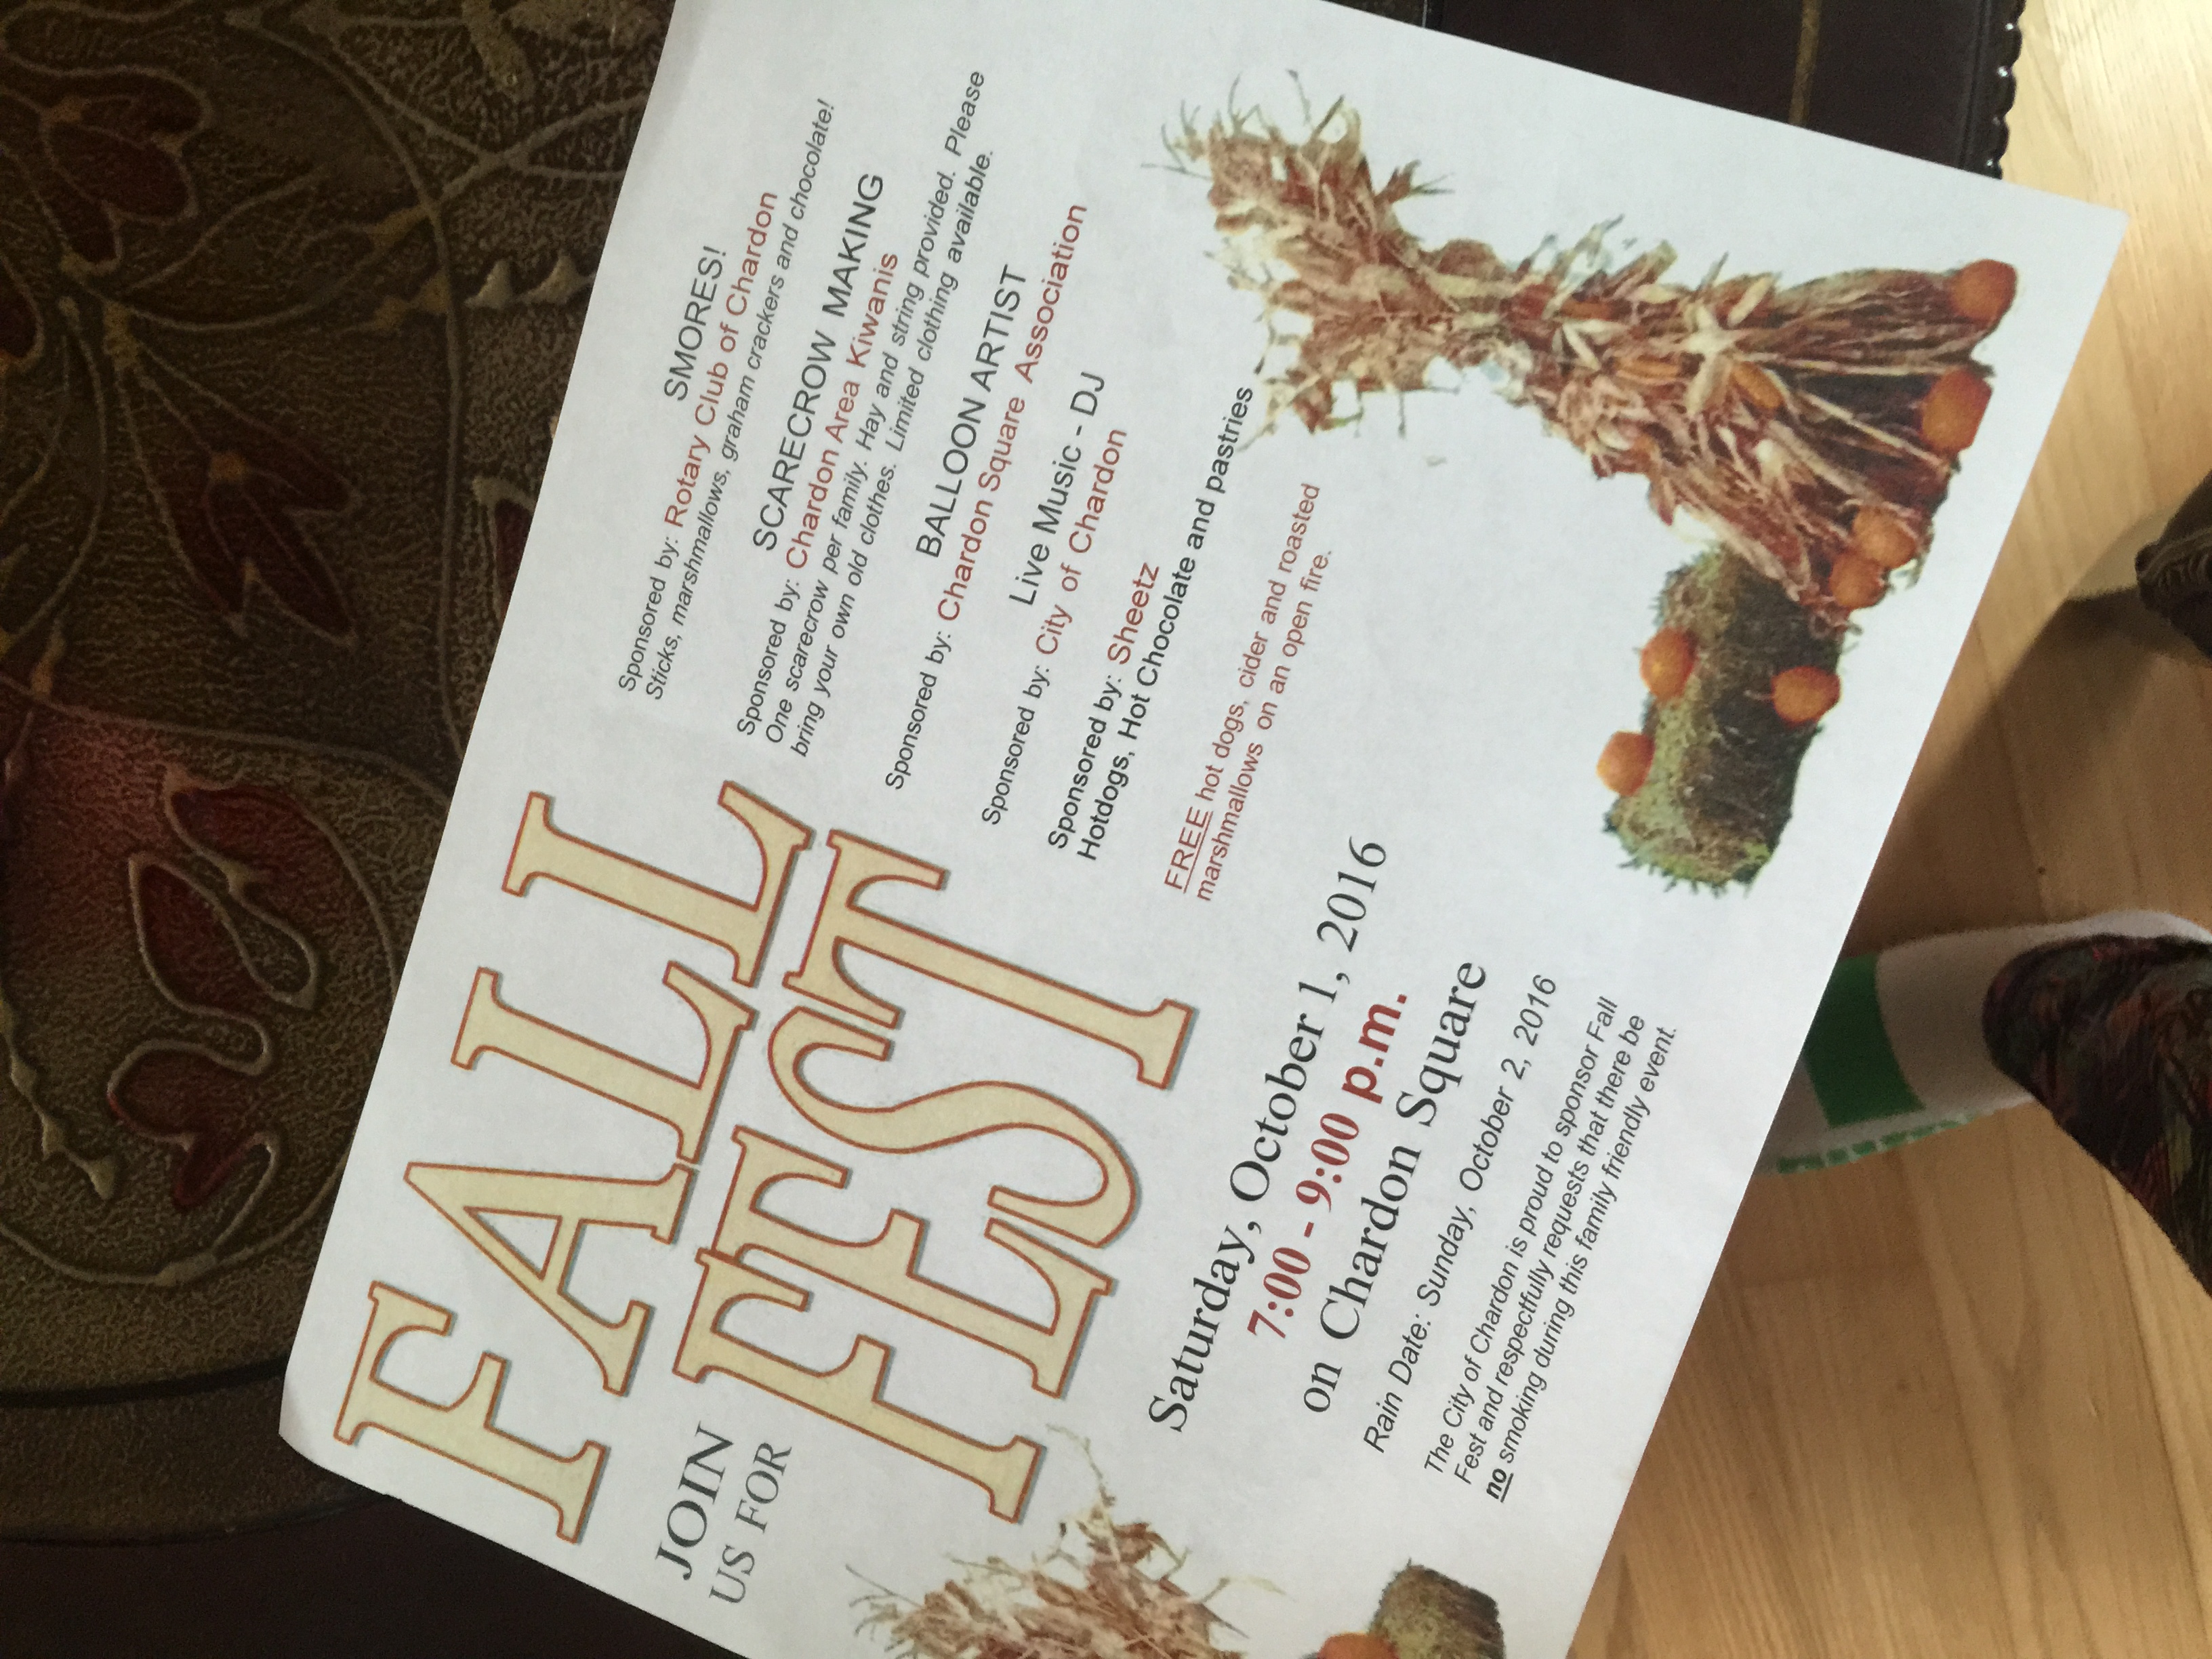 FALL
JOIN
US FOR
FEST
Saturday, October 1, 2016
7:00 - 9:00 p.m.
on Chardon Square
Rain Date: Sunday, October 2, 2016
The City of Chardon is proud to sponsor Fall
Fest and respectfully requests that there be
no smoking during this family friendly event.
SMORES!
Sponsored by: Rotary Club of Chardon
Sticks, marshmallows, graham crackers and chocolate!
SCARECROW MAKING
Sponsored by: Chardon Area Kiwanis
One scarecrow per family. Hay and string provided. Please
bring your own old clothes. Limited clothing available.
BALLOON ARTIST
Sponsored by: Chardon Square Association
Live Music - DJ
Sponsored by: City of Chardon
Sponsored by: Sheetz
Hotdogs, Hot Chocolate and pastries
FREE hot dogs, cider and roasted
marshmallows on an open fire.